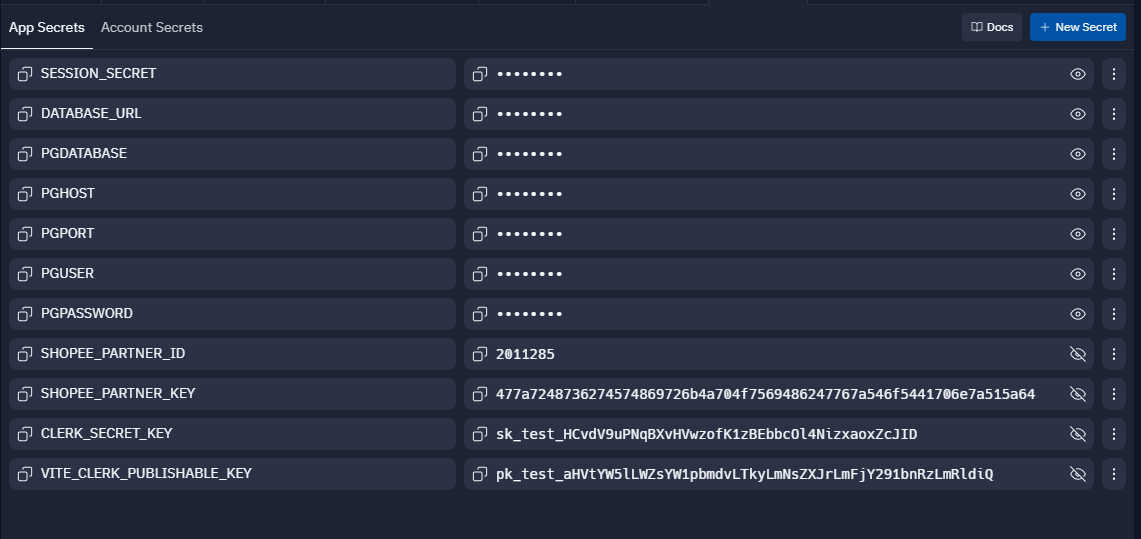 App Secrets Account Secrets Docs + New Secret
SESSION_SECRET ••••••••
DATABASE_URL ••••••••
PGDATABASE ••••••••
PGHOST ••••••••
PGPORT ••••••••
PGUSER ••••••••
PGPASSWORD ••••••••
SHOPEE_PARTNER_ID 2011285
SHOPEE_PARTNER_KEY 477a7248736274574869726b4a704f7569486247767a546f5441706e7a515a64
CLERK_SECRET_KEY sk_test_HCvdV9uPNqBXvHVwzofK1zBEbbcOl4NizxaoxZcJID
VITE_CLERK_PUBLISHABLE_KEY pk_test_aHVtYW5lLWZsYW1pbmdvLTkyLmNsZXJrLmFjY291bnRzLmRldiQ